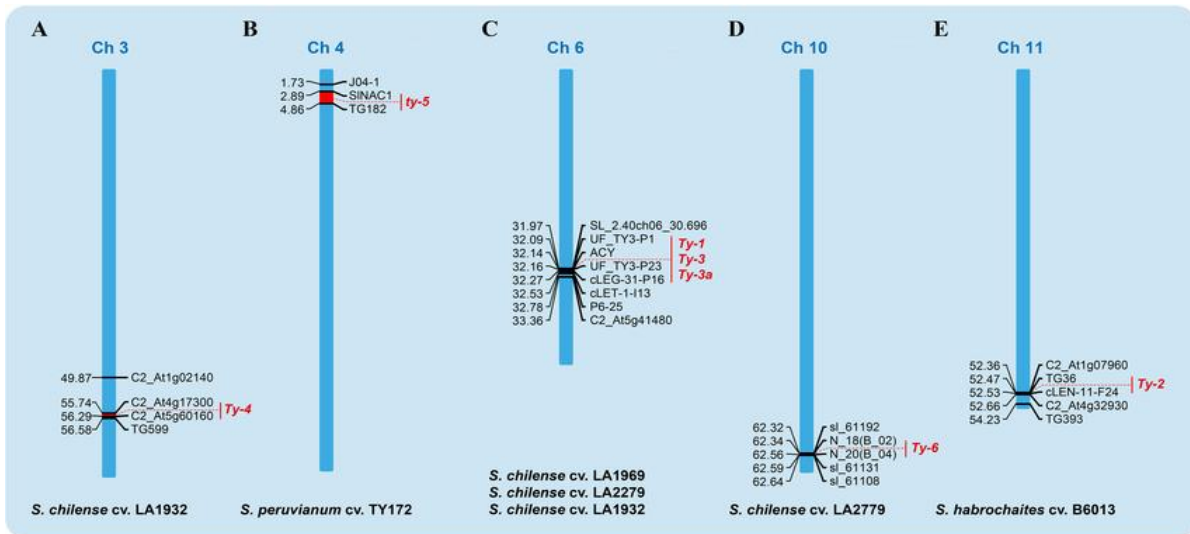 A
Ch 3
49.87 C2_At1g02140
55.74 C2_At4g17300
56.29 C2_At5g60160
56.58 TG599
Ty-4
S. chilense cv. LA1932
B
Ch 4
1.73 J04-1
2.89 SlNAC1
4.86 TG182
ty-5
S. peruvianum cv. TY172
C
Ch 6
31.97 SL_2.40ch06_30.696
32.09 UF_TY3-P1
32.14 ACY
32.16 UF_TY3-P23
32.27 cLEG-31-P16
32.53 cLET-1-I13
32.78 P6-25
33.36 C2_At5g41480
Ty-1
Ty-3
Ty-3a
S. chilense cv. LA1969
S. chilense cv. LA2279
S. chilense cv. LA1932
D
Ch 10
62.32 sl_61192
62.34 N_18(B_02)
62.56 N_20(B_04)
62.59 sl_61131
62.64 sl_61108
Ty-6
S. chilense cv. LA2779
E
Ch 11
52.36 C2_At1g07960
52.47 TG36
52.53 cLEN-11-F24
52.66 C2_At4g32930
54.23 TG393
Ty-2
S. habrochaites cv. B6013